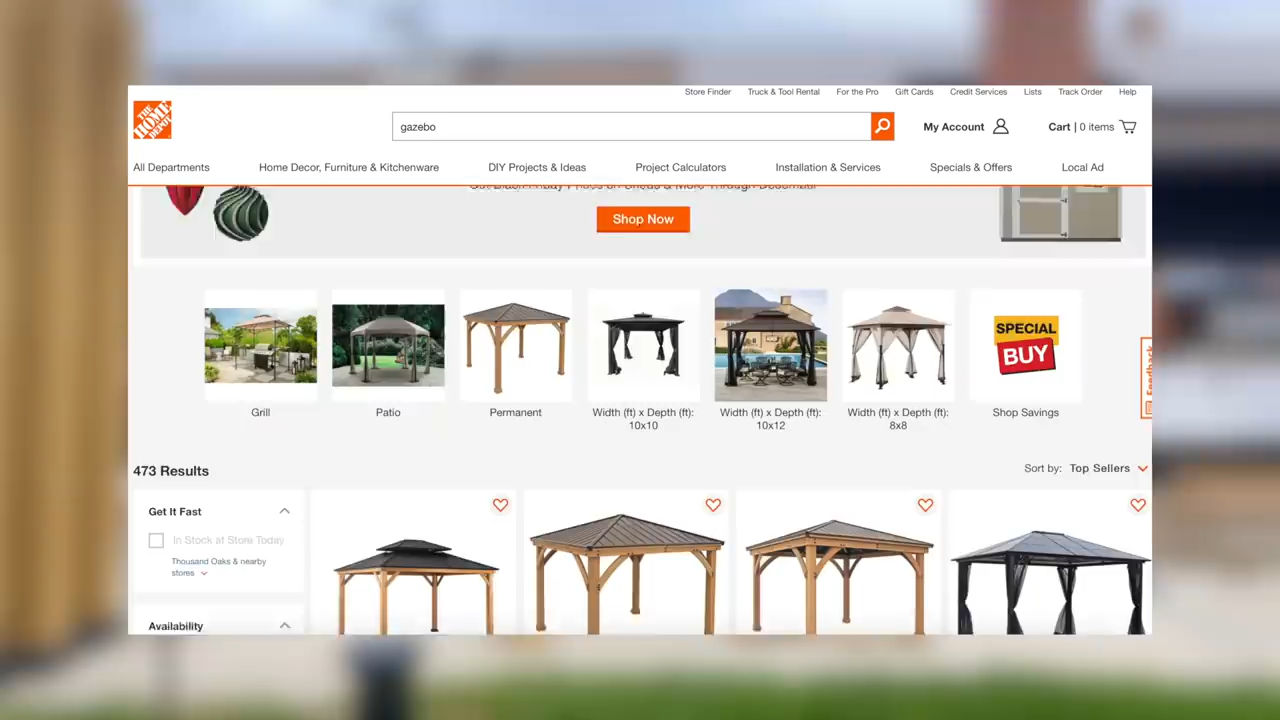 Store Finder Truck & Tool Rental For the Pro Gift Cards Credit Services Lists Track Order Help
THE HOME DEPOT
gazebo
My Account
Cart | 0 items
All Departments Home Decor, Furniture & Kitchenware DIY Projects & Ideas Project Calculators Installation & Services Specials & Offers Local Ad
Shop Now
SPECIAL
BUY
Feedback
Grill Patio Permanent Width (ft) x Depth (ft): Width (ft) x Depth (ft): Width (ft) x Depth (ft): Shop Savings
10x10 10x12 8x8
473 Results
Sort by: Top Sellers
Get It Fast
In Stock at Store Today
Thousand Oaks & nearby
stores
Availability